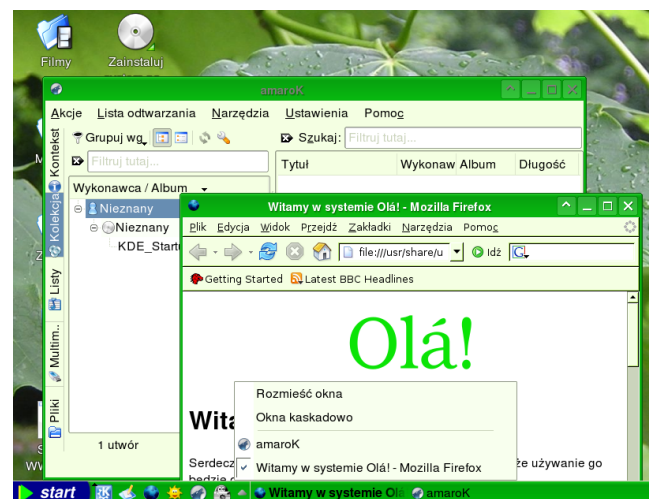 Filmy
Zainstaluj
amaroK
Akcje Lista odtwarzania Narzędzia Ustawienia Pomoc
Kontekst
Kolekcja
Listy
Multim..
Pliki
Grupuj wg
Szukaj: Filtruj tutaj...
Filtruj tutaj...
Tytuł Wykonaw Album Długość
Wykonawca / Album
Nieznany
Nieznany
KDE_Startu
1 utwór
Witamy w systemie Olá! - Mozilla Firefox
Plik Edycja Widok Przejdź Zakładki Narzędzia Pomoc
file:///usr/share/u Idź G
Getting Started Latest BBC Headlines
Olá!
Wita
Serdecz że używanie go
będzie
Rozmieść okna
Okna kaskadowo
amaroK
Witamy w systemie Olá! - Mozilla Firefox
start Witamy w systemie Olá amaroK